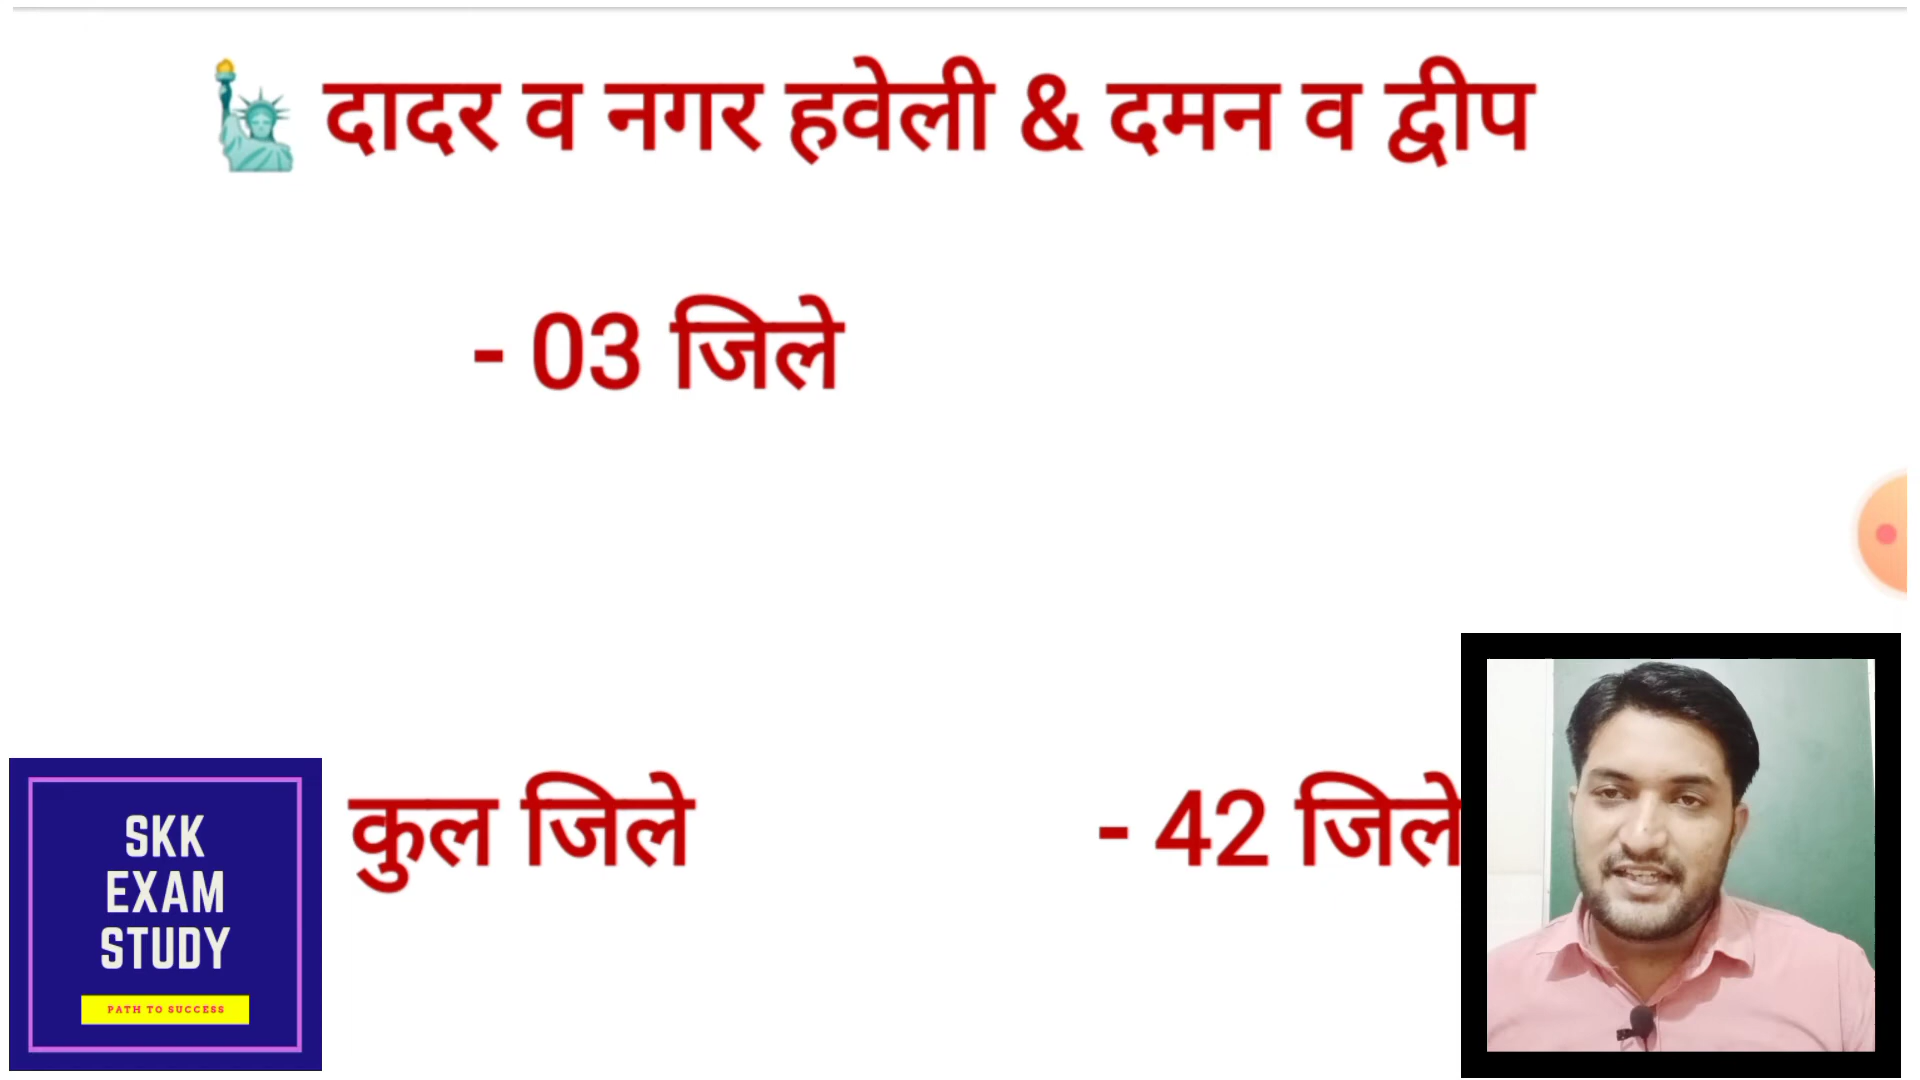 दादर व नगर हवेली & दमन व द्वीप
- 03 जिले
कुल जिले - 42 जिले
SKK
EXAM
STUDY
PATH TO SUCCESS